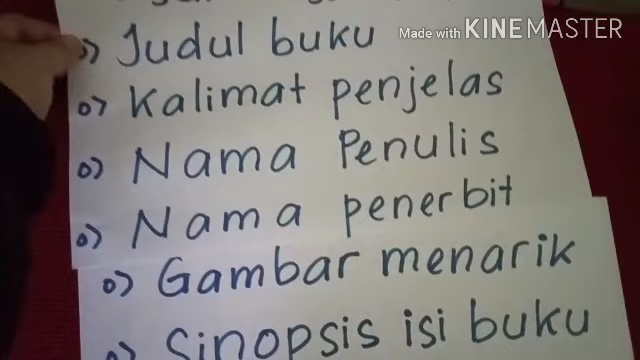 Judul buku
Made with KINEMASTER
o) Kalimat penjelas
o) Nama Penulis
o) Nama penerbit
o) Gambar menarik
o) Sinopsis isi buku